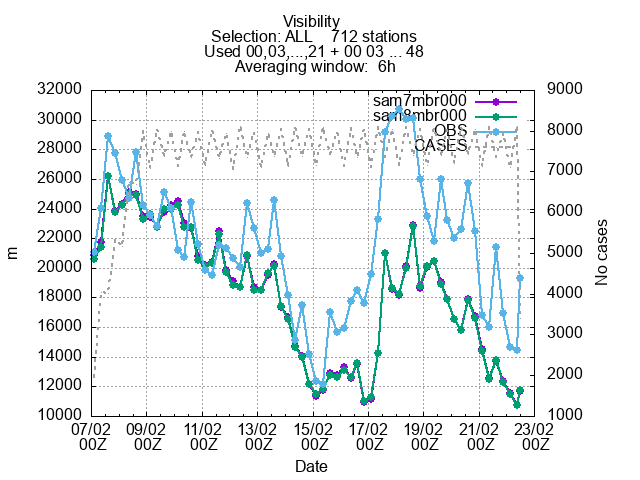 Visibility
Selection: ALL 712 stations
Used 00,03,...,21 + 00 03 ... 48
Averaging window: 6h
32000 9000
sam7mbr000
sam8mbr000
OBS
CASES
30000 8000
28000
26000 7000
24000 6000
22000
20000 5000
18000 4000
16000
14000 3000
12000 2000
10000 1000
m
No cases
07/02 09/02 11/02 13/02 15/02 17/02 19/02 21/02 23/02
00Z 00Z 00Z 00Z 00Z 00Z 00Z 00Z 00Z
Date